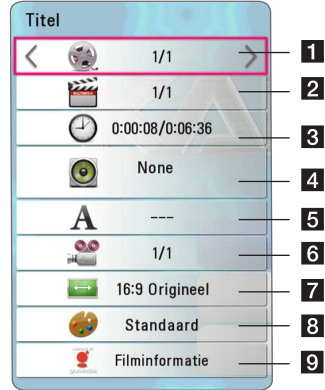 Titel
1/1
1
MULTIMEDIA
1/1
2
0:00:08/0:06:36
3
None
4
A
---
5
1/1
6
16:9 Origineel
7
Standaard
8
Filminformatie
9